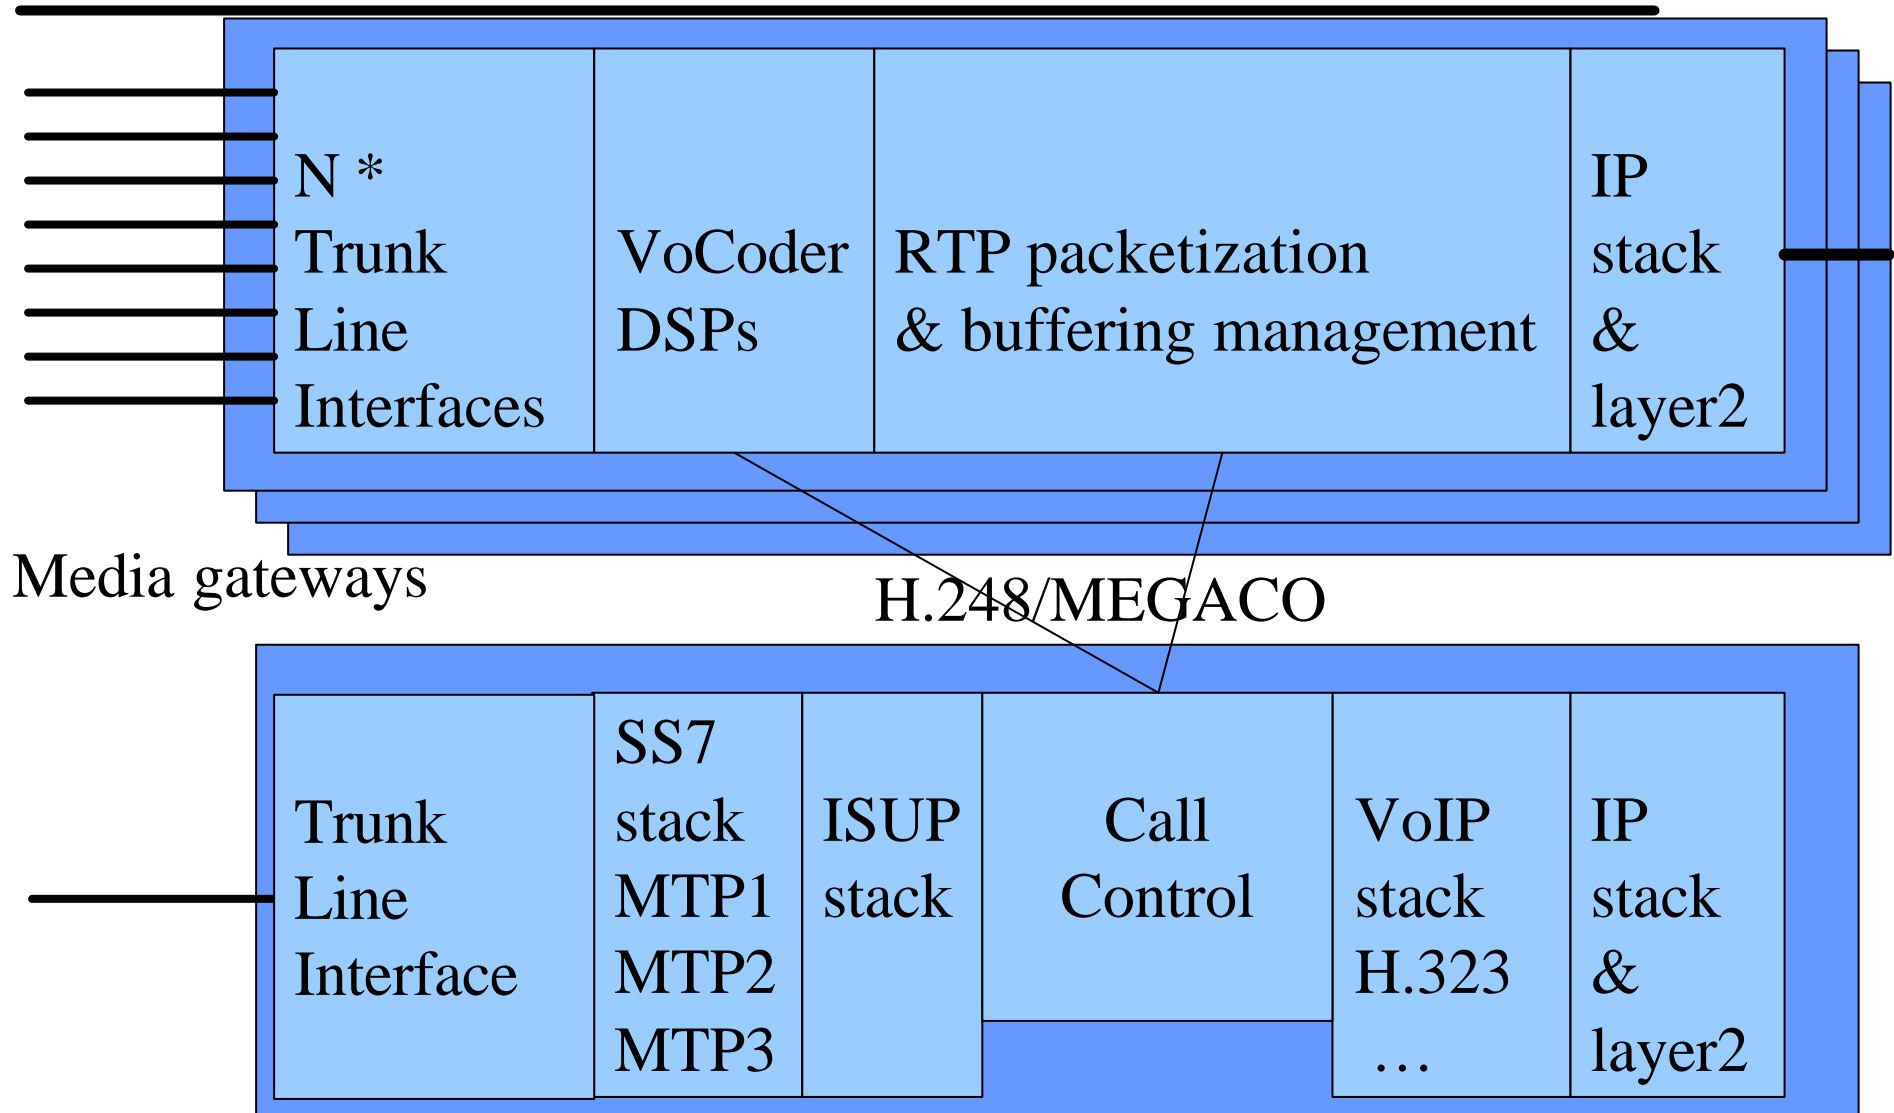 N *
Trunk
Line
Interfaces
VoCoder
DSPs
RTP packetization
& buffering management
IP
stack
&
layer2
Media gateways
H.248/MEGACO
Trunk
Line
Interface
SS7
stack
MTP1
MTP2
MTP3
ISUP
stack
Call
Control
VoIP
stack
H.323
…
IP
stack
&
layer2